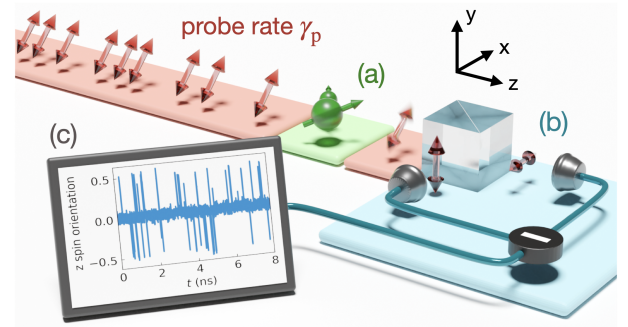 probe rate γp
(a)
y
x
z
(b)
(c)
z spin orientation
0.5
0.0
−0.5
0
2
4
6
8
t (ns)